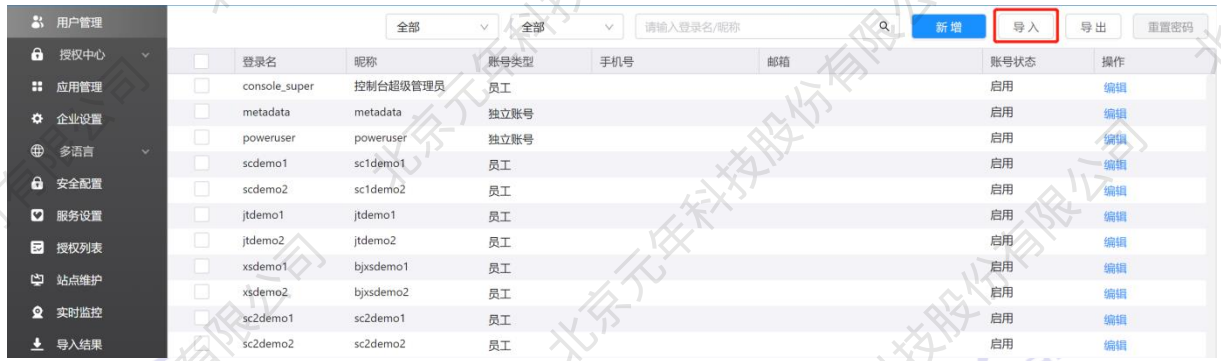 用户管理
授权中心
应用管理
企业设置
多语言
安全配置
服务设置
授权列表
站点维护
实时监控
导入结果
全部 全部 请输入登录名/昵称 新增 导入 导出 重置密码
登录名 昵称 账号类型 手机号 邮箱 账号状态 操作
console_super 控制台超级管理员 员工 启用 编辑
metadata metadata 独立账号 启用 编辑
poweruser poweruser 独立账号 启用 编辑
scdemo1 sc1demo1 员工 启用 编辑
scdemo2 sc1demo2 员工 启用 编辑
jtdemo1 jtdemo1 员工 启用 编辑
jtdemo2 jtdemo2 员工 启用 编辑
xsdemo1 bjxsdemo1 员工 启用 编辑
xsdemo2 bjxsdemo2 员工 启用 编辑
sc2demo1 sc2demo1 员工 启用 编辑
sc2demo2 sc2demo2 员工 启用 编辑
北京元年科技股份有限公司